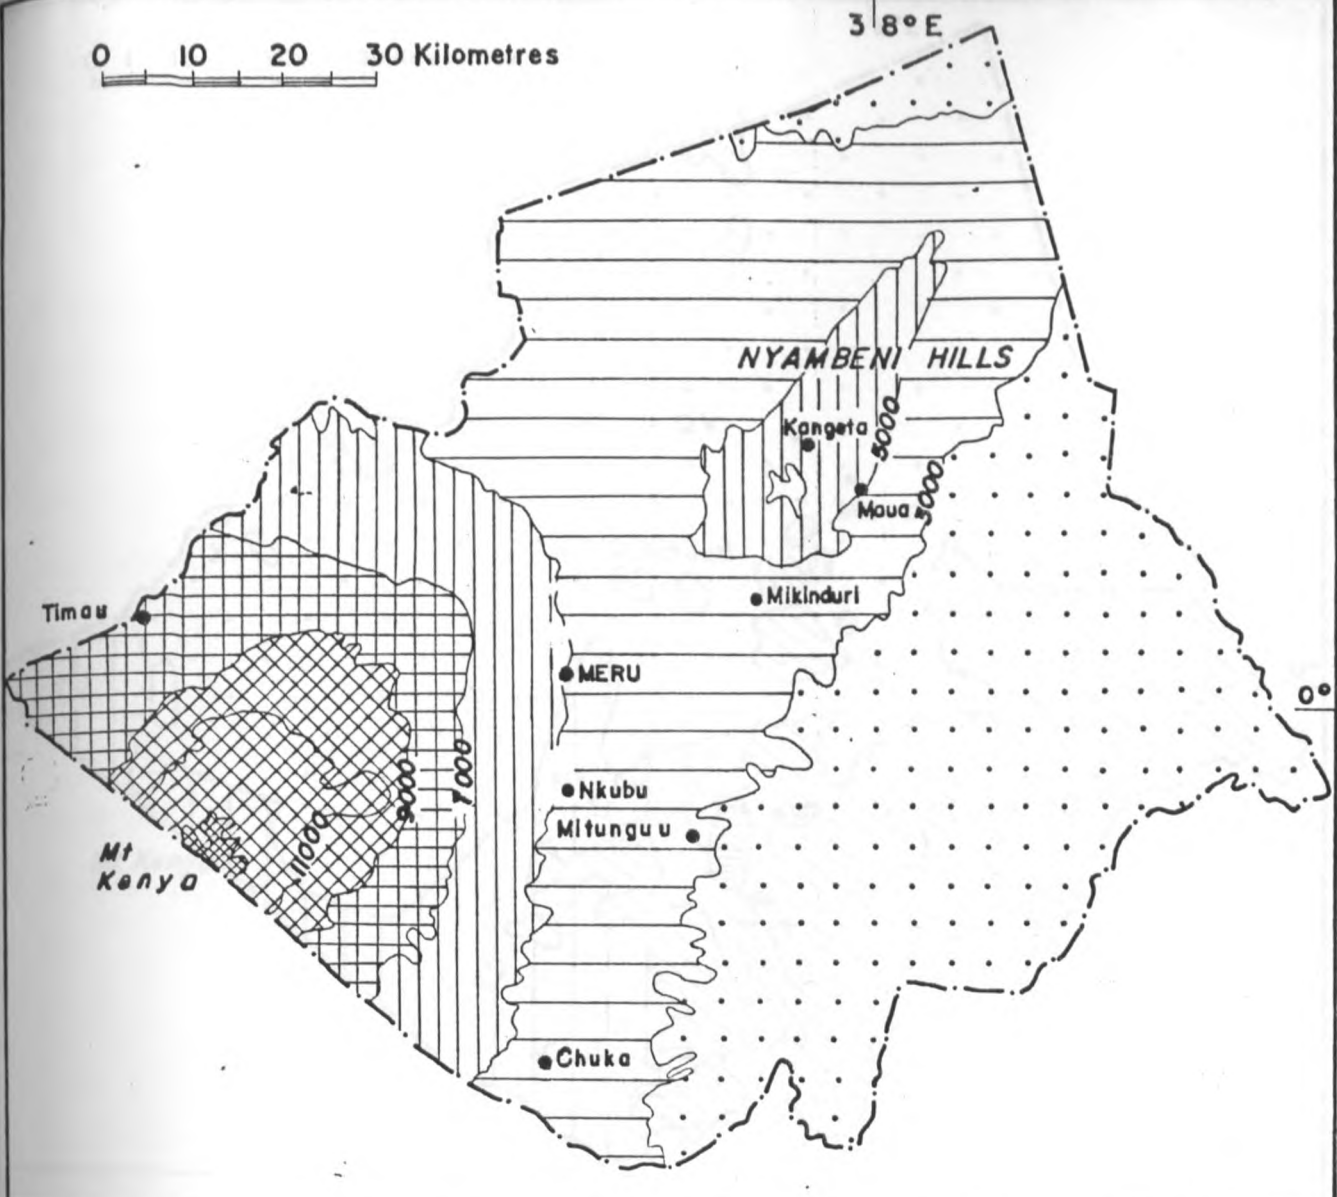 38°E
0 10 20 30 Kilometres
NYAMBENI HILLS
Kangeta
5000
3000
Maua
Mikinduri
Timau
MERU
0°
7000
9000
Nkubu
Mitunguu
11000
Mt
Kenya
Chuka